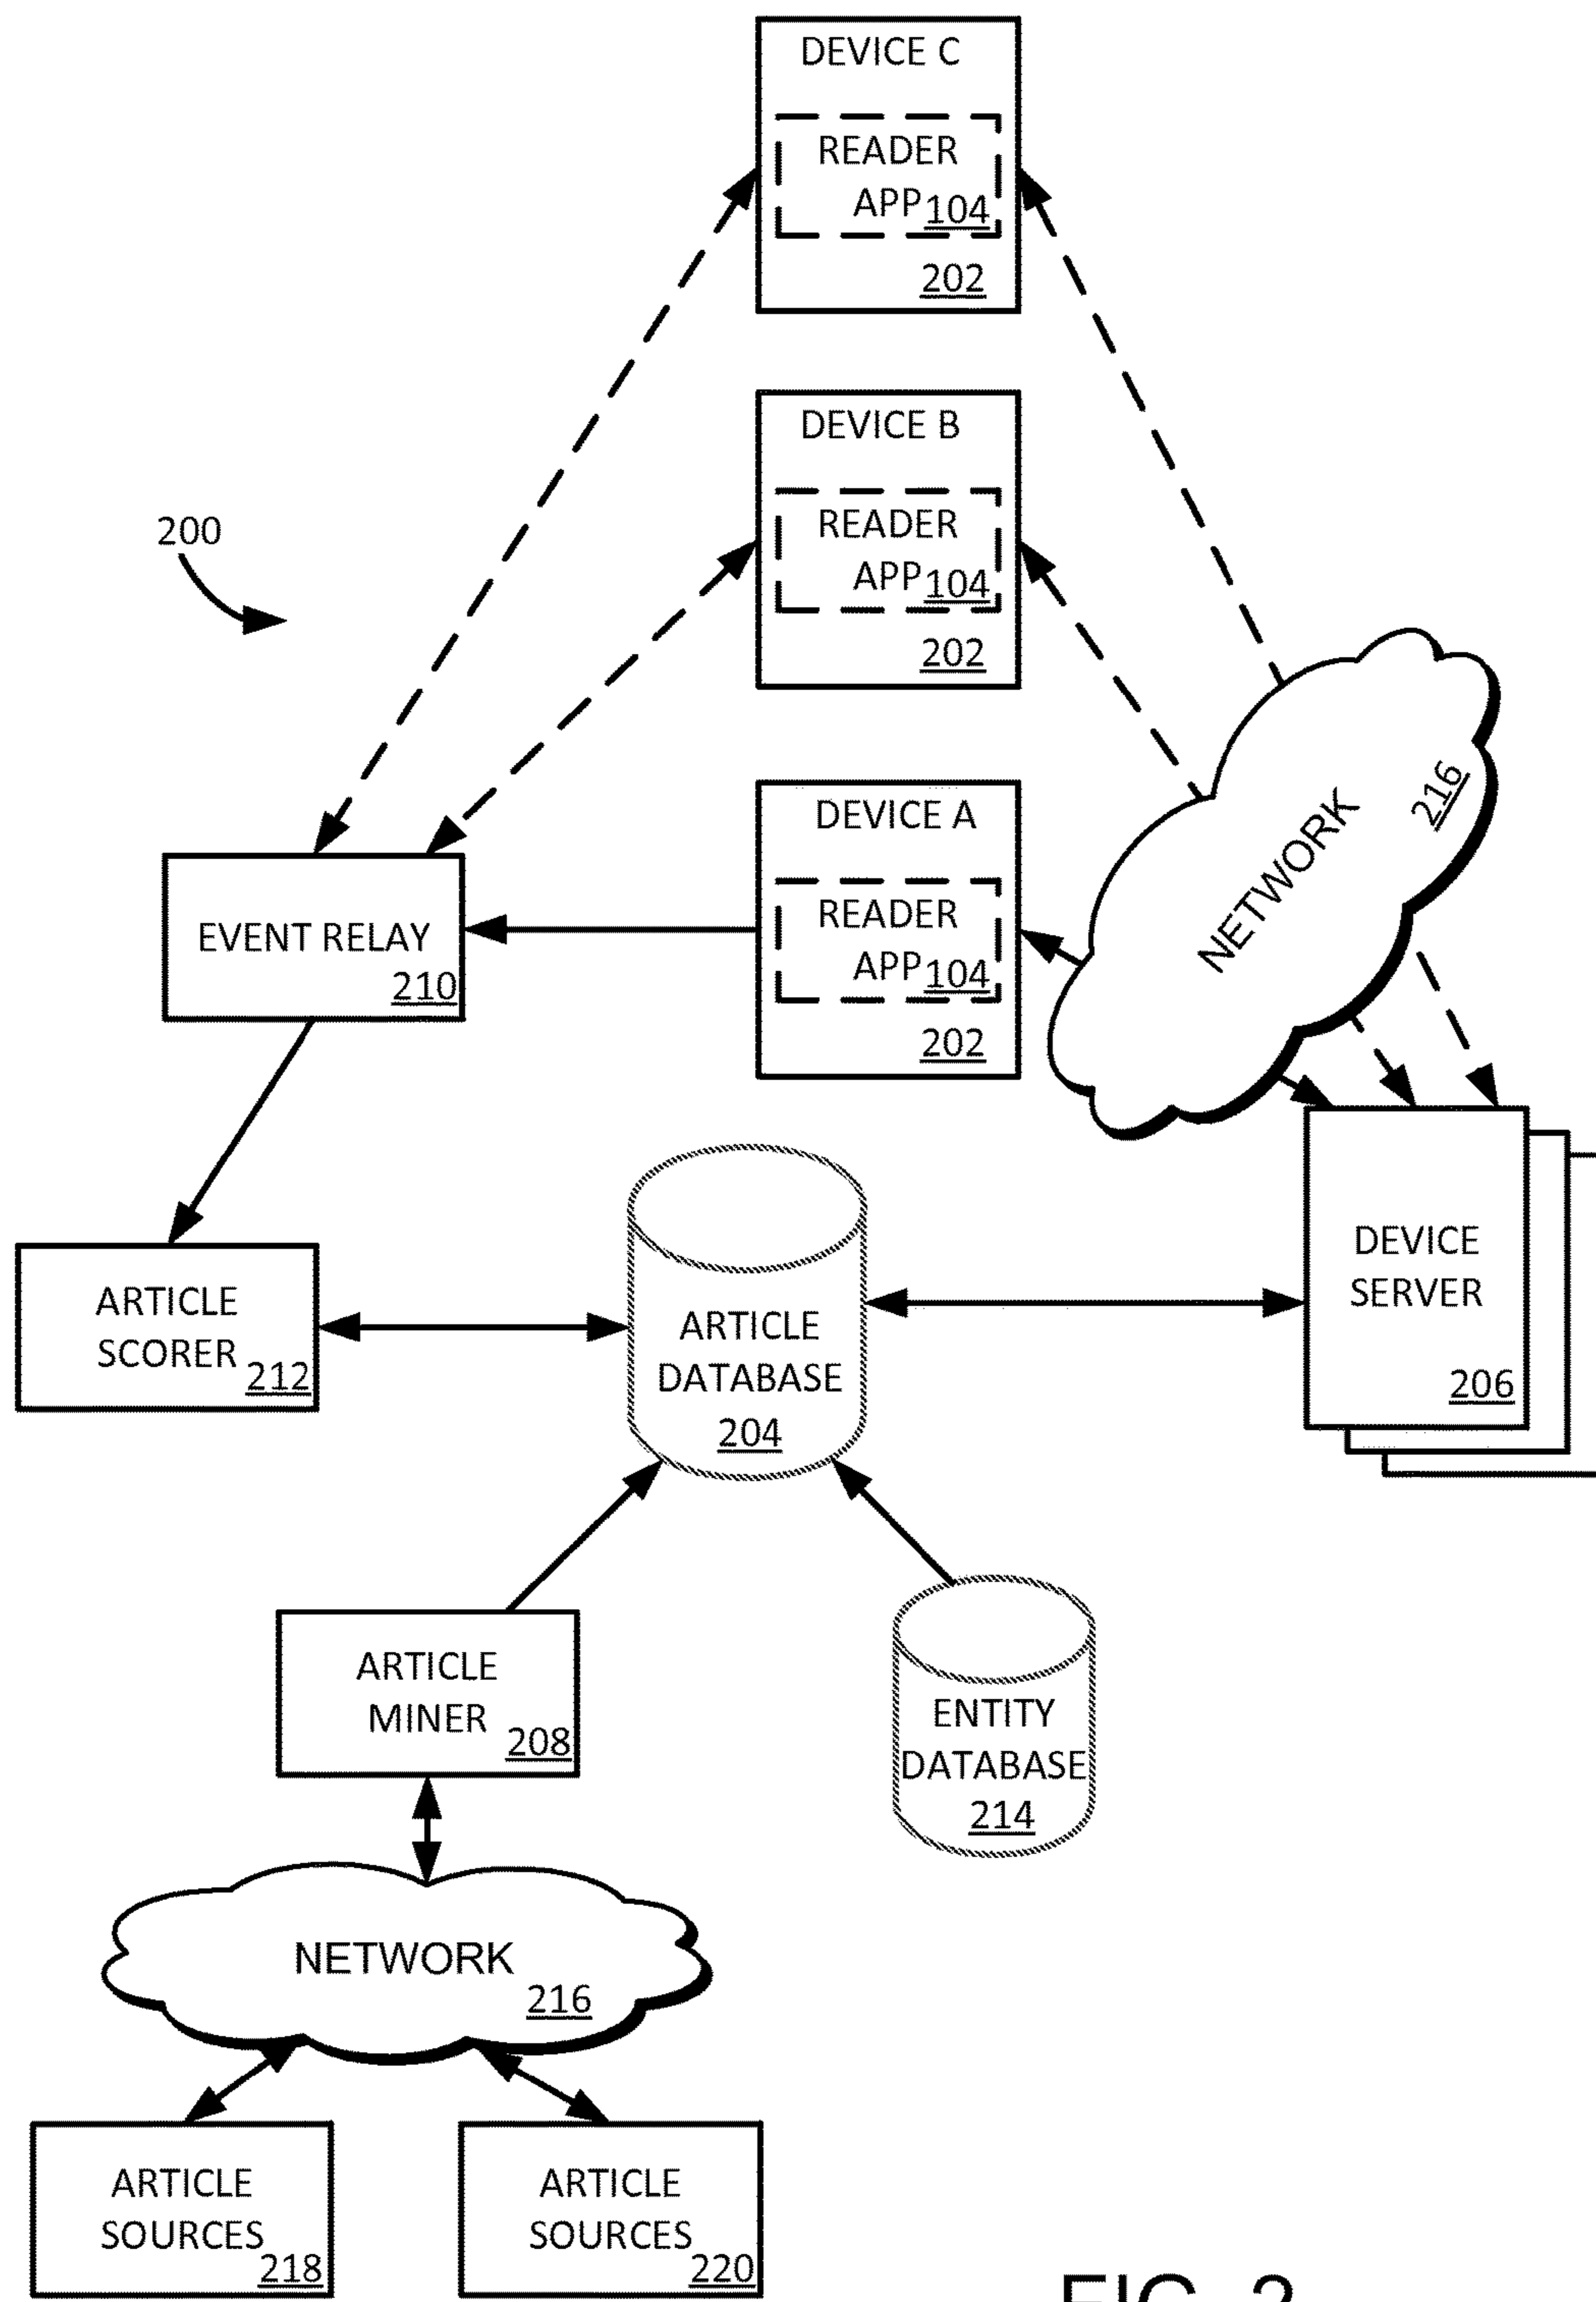 DEVICE C
READER
APP 104
202
DEVICE B
READER
APP 104
202
200
DEVICE A
READER
APP 104
202
NETWORK
216
EVENT RELAY
210
DEVICE
SERVER
206
ARTICLE
SCORER
212
ARTICLE
DATABASE
204
ARTICLE
MINER
208
ENTITY
DATABASE
214
NETWORK
216
ARTICLE
SOURCES
218
ARTICLE
SOURCES
220
FIG. 2